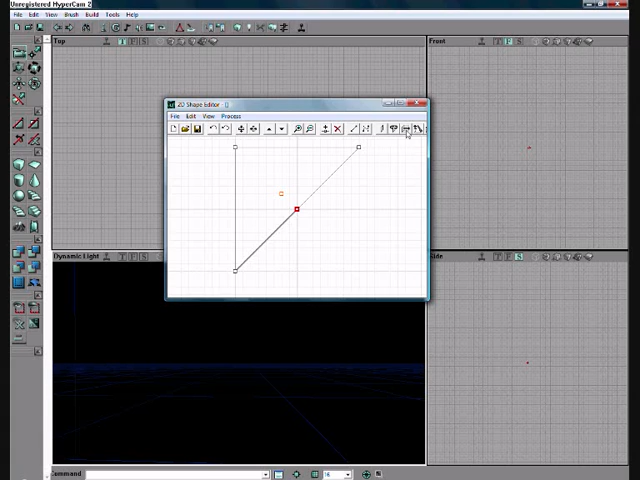 Unregistered HyperCam 2
File Edit View Brush Build Tools Help
Top
Front
2D Shape Editor - []
File Edit View Process
Dynamic Light
Side
Command
16